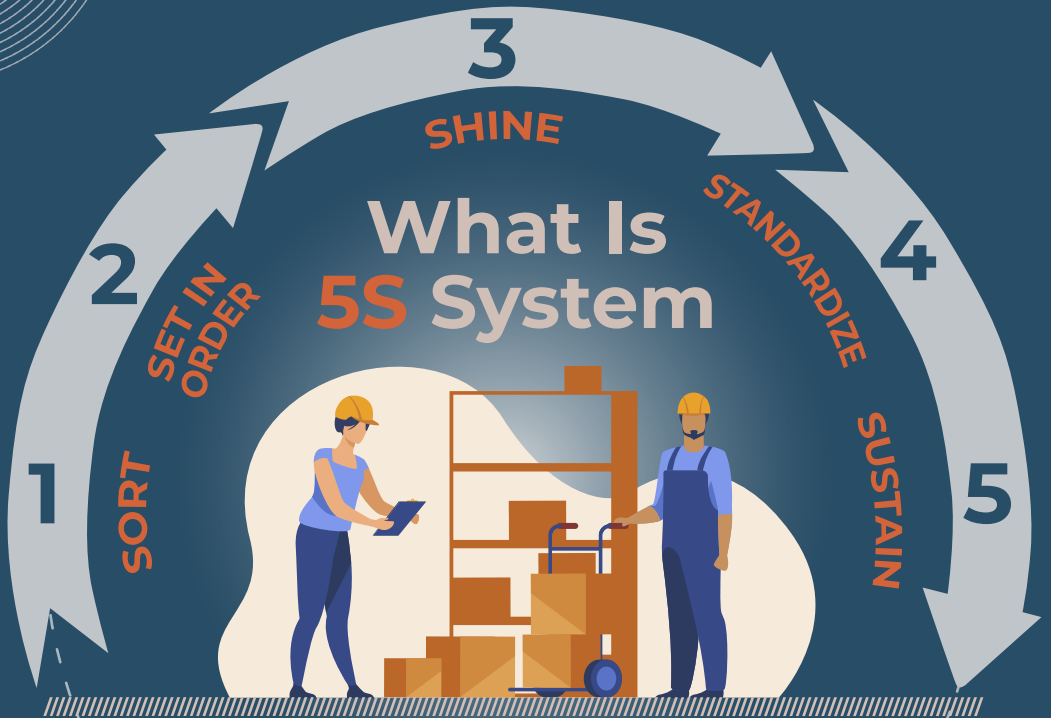 What Is
5S System
1
SORT
2
SET IN
ORDER
3
SHINE
4
STANDARDIZE
5
SUSTAIN